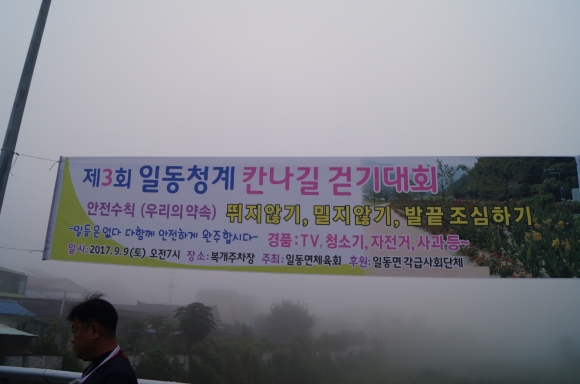 제3회 일동청계 칸나길 걷기대회
안전수칙 (우리의 약속) 뛰지않기, 밀지않기, 발끝 조심하기
-일등은없다 다함께 안전하게 완주합시다- 경품:TV, 청소기, 자전거, 사과 등~
일시:2017.9.9(토) 오전7시 장소:복개주차장 주최:일동면체육회 후원:일동면 각급사회단체